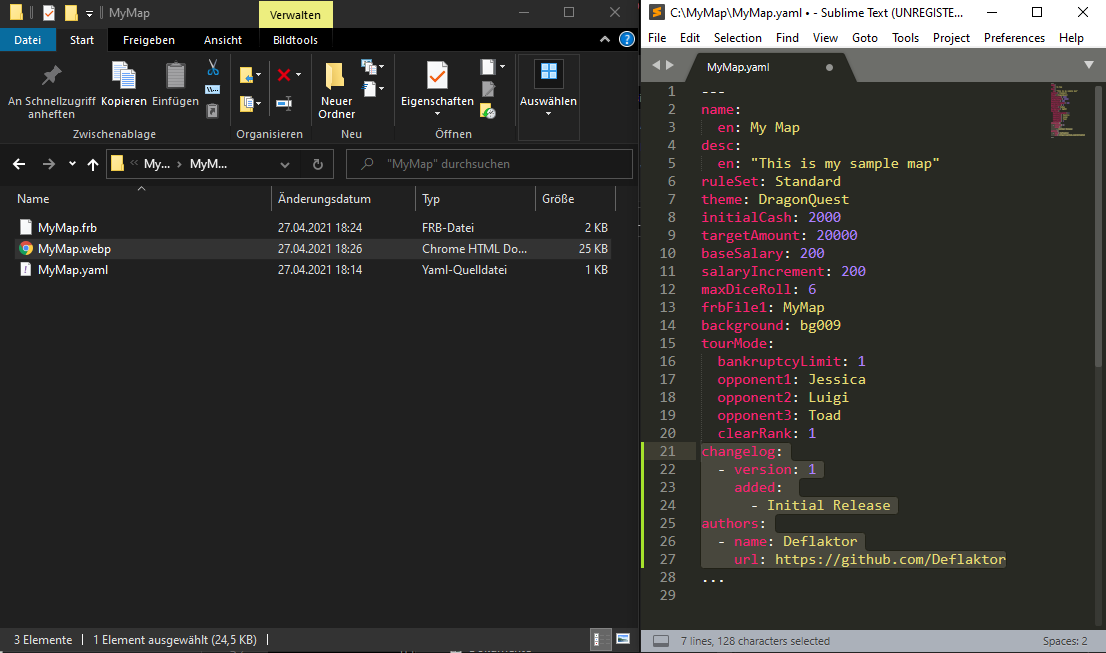 MyMap
Verwalten
Datei
Start
Freigeben
Ansicht
Bildtools
An Schnellzugriff
anheften
Kopieren
Einfügen
Neuer
Ordner
Eigenschaften
Auswählen
Zwischenablage
Organisieren
Neu
Öffnen
« My... › MyM...
"MyMap" durchsuchen
Name
Änderungsdatum
Typ
Größe
MyMap.frb 27.04.2021 18:24 FRB-Datei 2 KB
MyMap.webp 27.04.2021 18:26 Chrome HTML Do... 25 KB
MyMap.yaml 27.04.2021 18:14 Yaml-Quelldatei 1 KB
3 Elemente
1 Element ausgewählt (24,5 KB)
C:\MyMap\MyMap.yaml • - Sublime Text (UNREGISTE...
File Edit Selection Find View Goto Tools Project Preferences Help
MyMap.yaml
1 ---
2 name:
3 en: My Map
4 desc:
5 en: "This is my sample map"
6 ruleSet: Standard
7 theme: DragonQuest
8 initialCash: 2000
9 targetAmount: 20000
10 baseSalary: 200
11 salaryIncrement: 200
12 maxDiceRoll: 6
13 frbFile1: MyMap
14 background: bg009
15 tourMode:
16 bankruptcyLimit: 1
17 opponent1: Jessica
18 opponent2: Luigi
19 opponent3: Toad
20 clearRank: 1
21 changelog:
22 - version: 1
23 added:
24 - Initial Release
25 authors:
26 - name: Deflaktor
27 url: https://github.com/Deflaktor
28 ...
29
7 lines, 128 characters selected
Spaces: 2